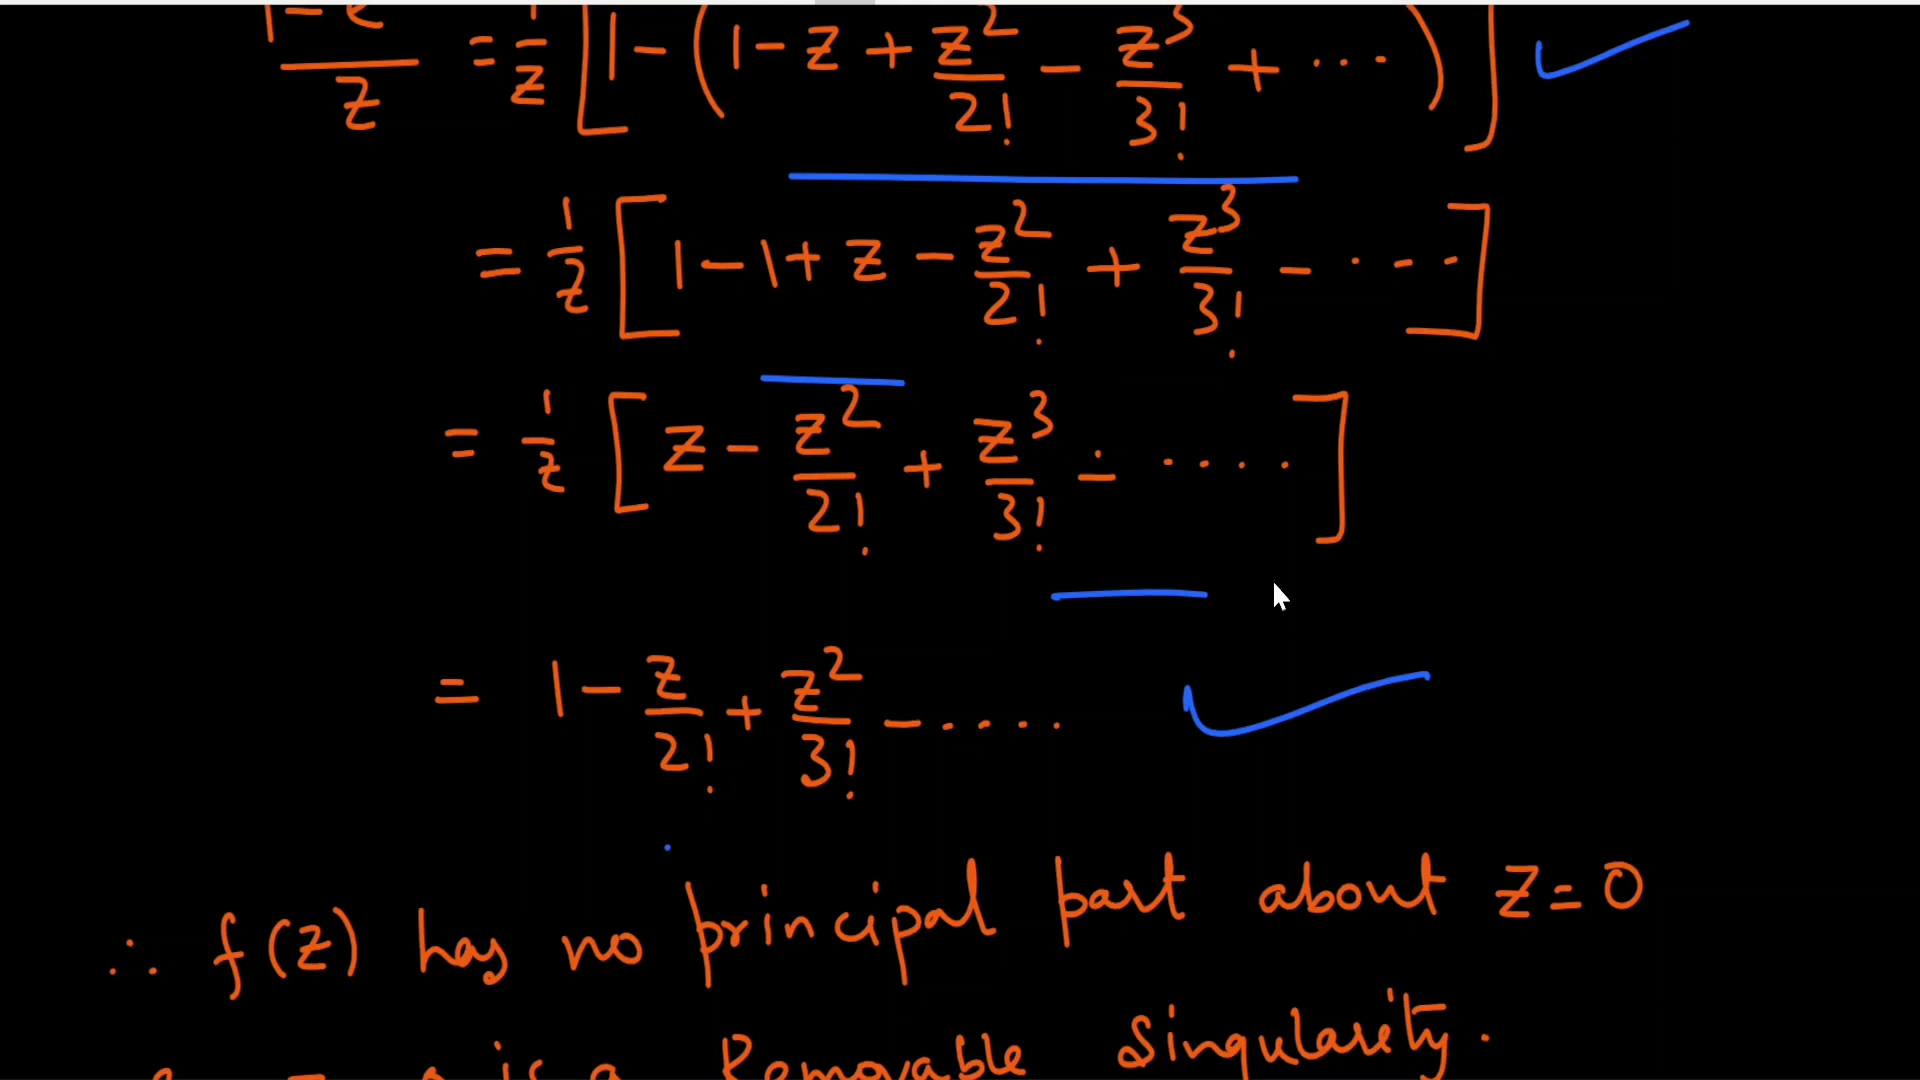 1 - e / z = 1/z [ 1 - ( 1 - z + z²/2! - z³/3! + ···· ) ]
= 1/z [ 1 - 1 + z - z²/2! + z³/3! - ···· ]
= 1/z [ z - z²/2! + z³/3! - ···· ]
= 1 - z/2! + z²/3! - ····
∴ f(z) has no principal part about z = 0
is a Removable Singularity.